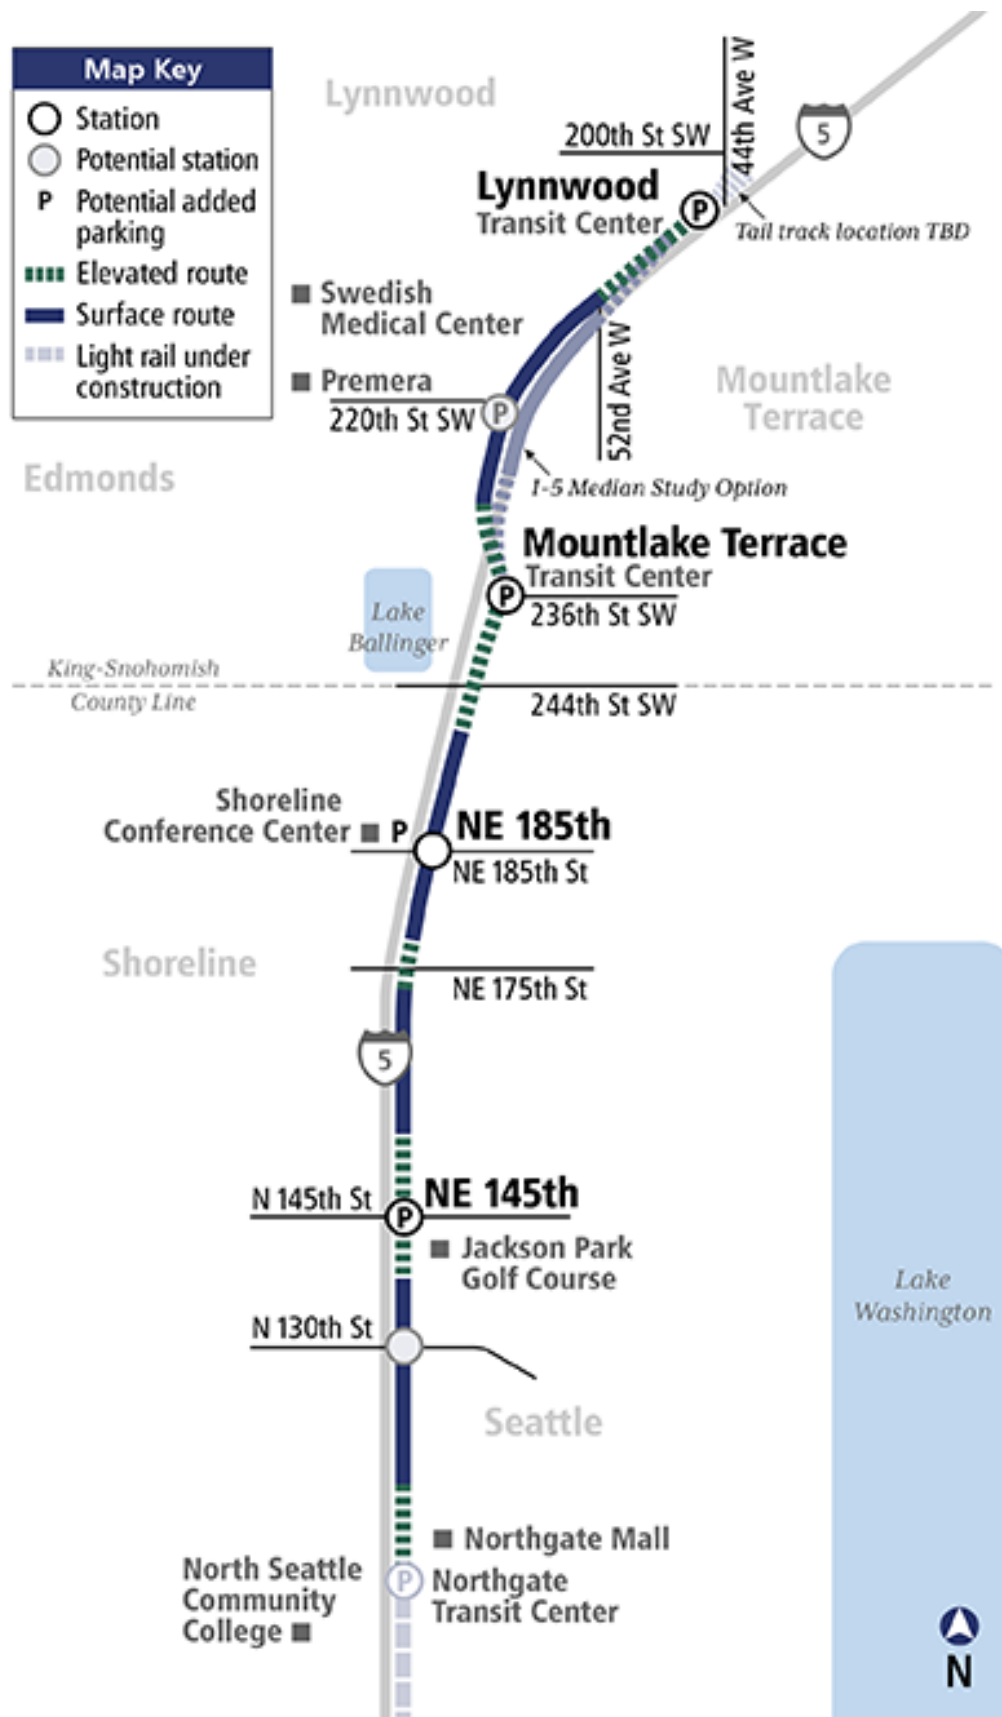 Map Key
Station
Potential station
P
Potential added
parking
Elevated route
Surface route
Light rail under
construction
Lynnwood
200th St SW
44th Ave W
5
Lynnwood
Transit Center
P
Tail track location TBD
Swedish
Medical Center
Premera
220th St SW
P
52nd Ave W
Mountlake
Terrace
Edmonds
I-5 Median Study Option
Mountlake Terrace
Transit Center
P
236th St SW
Lake
Ballinger
King-Snohomish
County Line
244th St SW
Shoreline
Conference Center
P
NE 185th
NE 185th St
Shoreline
NE 175th St
5
N 145th St
NE 145th
P
Jackson Park
Golf Course
N 130th St
Lake
Washington
Seattle
Northgate Mall
North Seattle
Community
College
P
Northgate
Transit Center
N